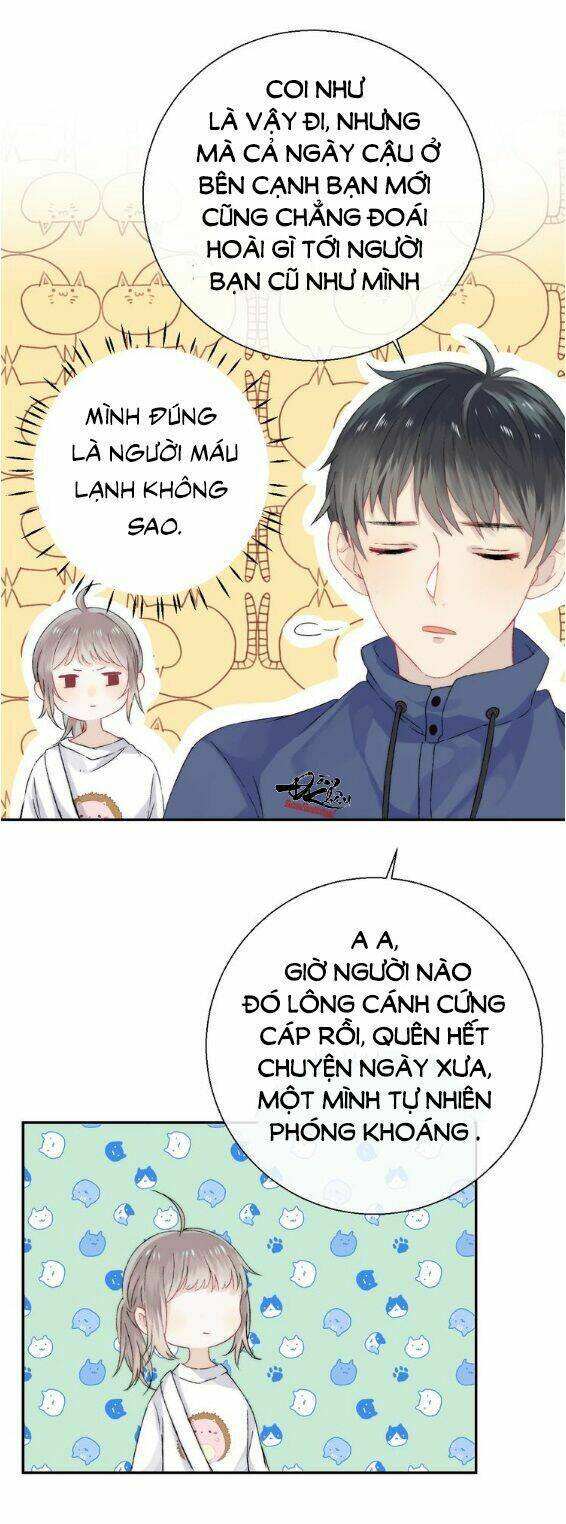 COI NHƯ
LÀ VẬY ĐI, NHƯNG
MÀ CẢ NGÀY CẬU Ở
BÊN CẠNH BẠN MỚI
CŨNG CHẲNG ĐOÁI
HOÀI GÌ TỚI NGƯỜI
BẠN CŨ NHƯ MÌNH
MÌNH ĐÚNG
LÀ NGƯỜI MÁU
LẠNH KHÔNG
SAO.
A A,
GIỜ NGƯỜI NÀO
ĐÓ LÔNG CÁNH CỨNG
CÁP RỒI, QUÊN HẾT
CHUYỆN NGÀY XƯA,
MỘT MÌNH TỰ NHIÊN
PHÓNG KHOÁNG .